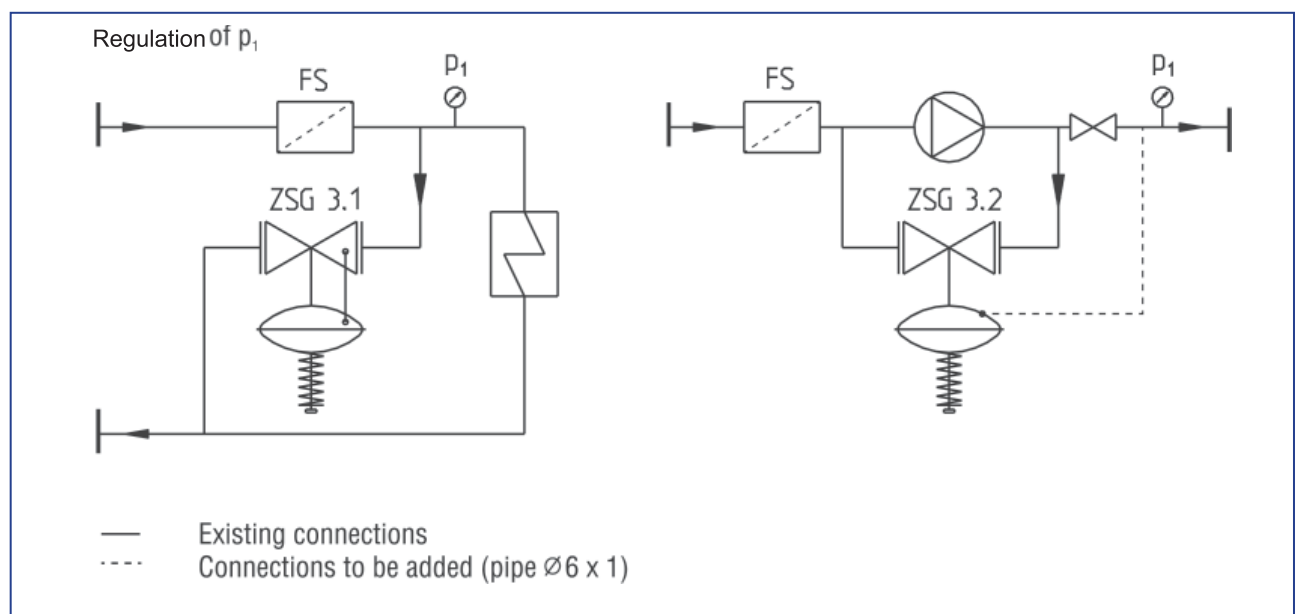 Regulation of p₁
FS
p₁
ZSG 3.1
FS
p₁
ZSG 3.2
Existing connections
Connections to be added (pipe Ø6 x 1)